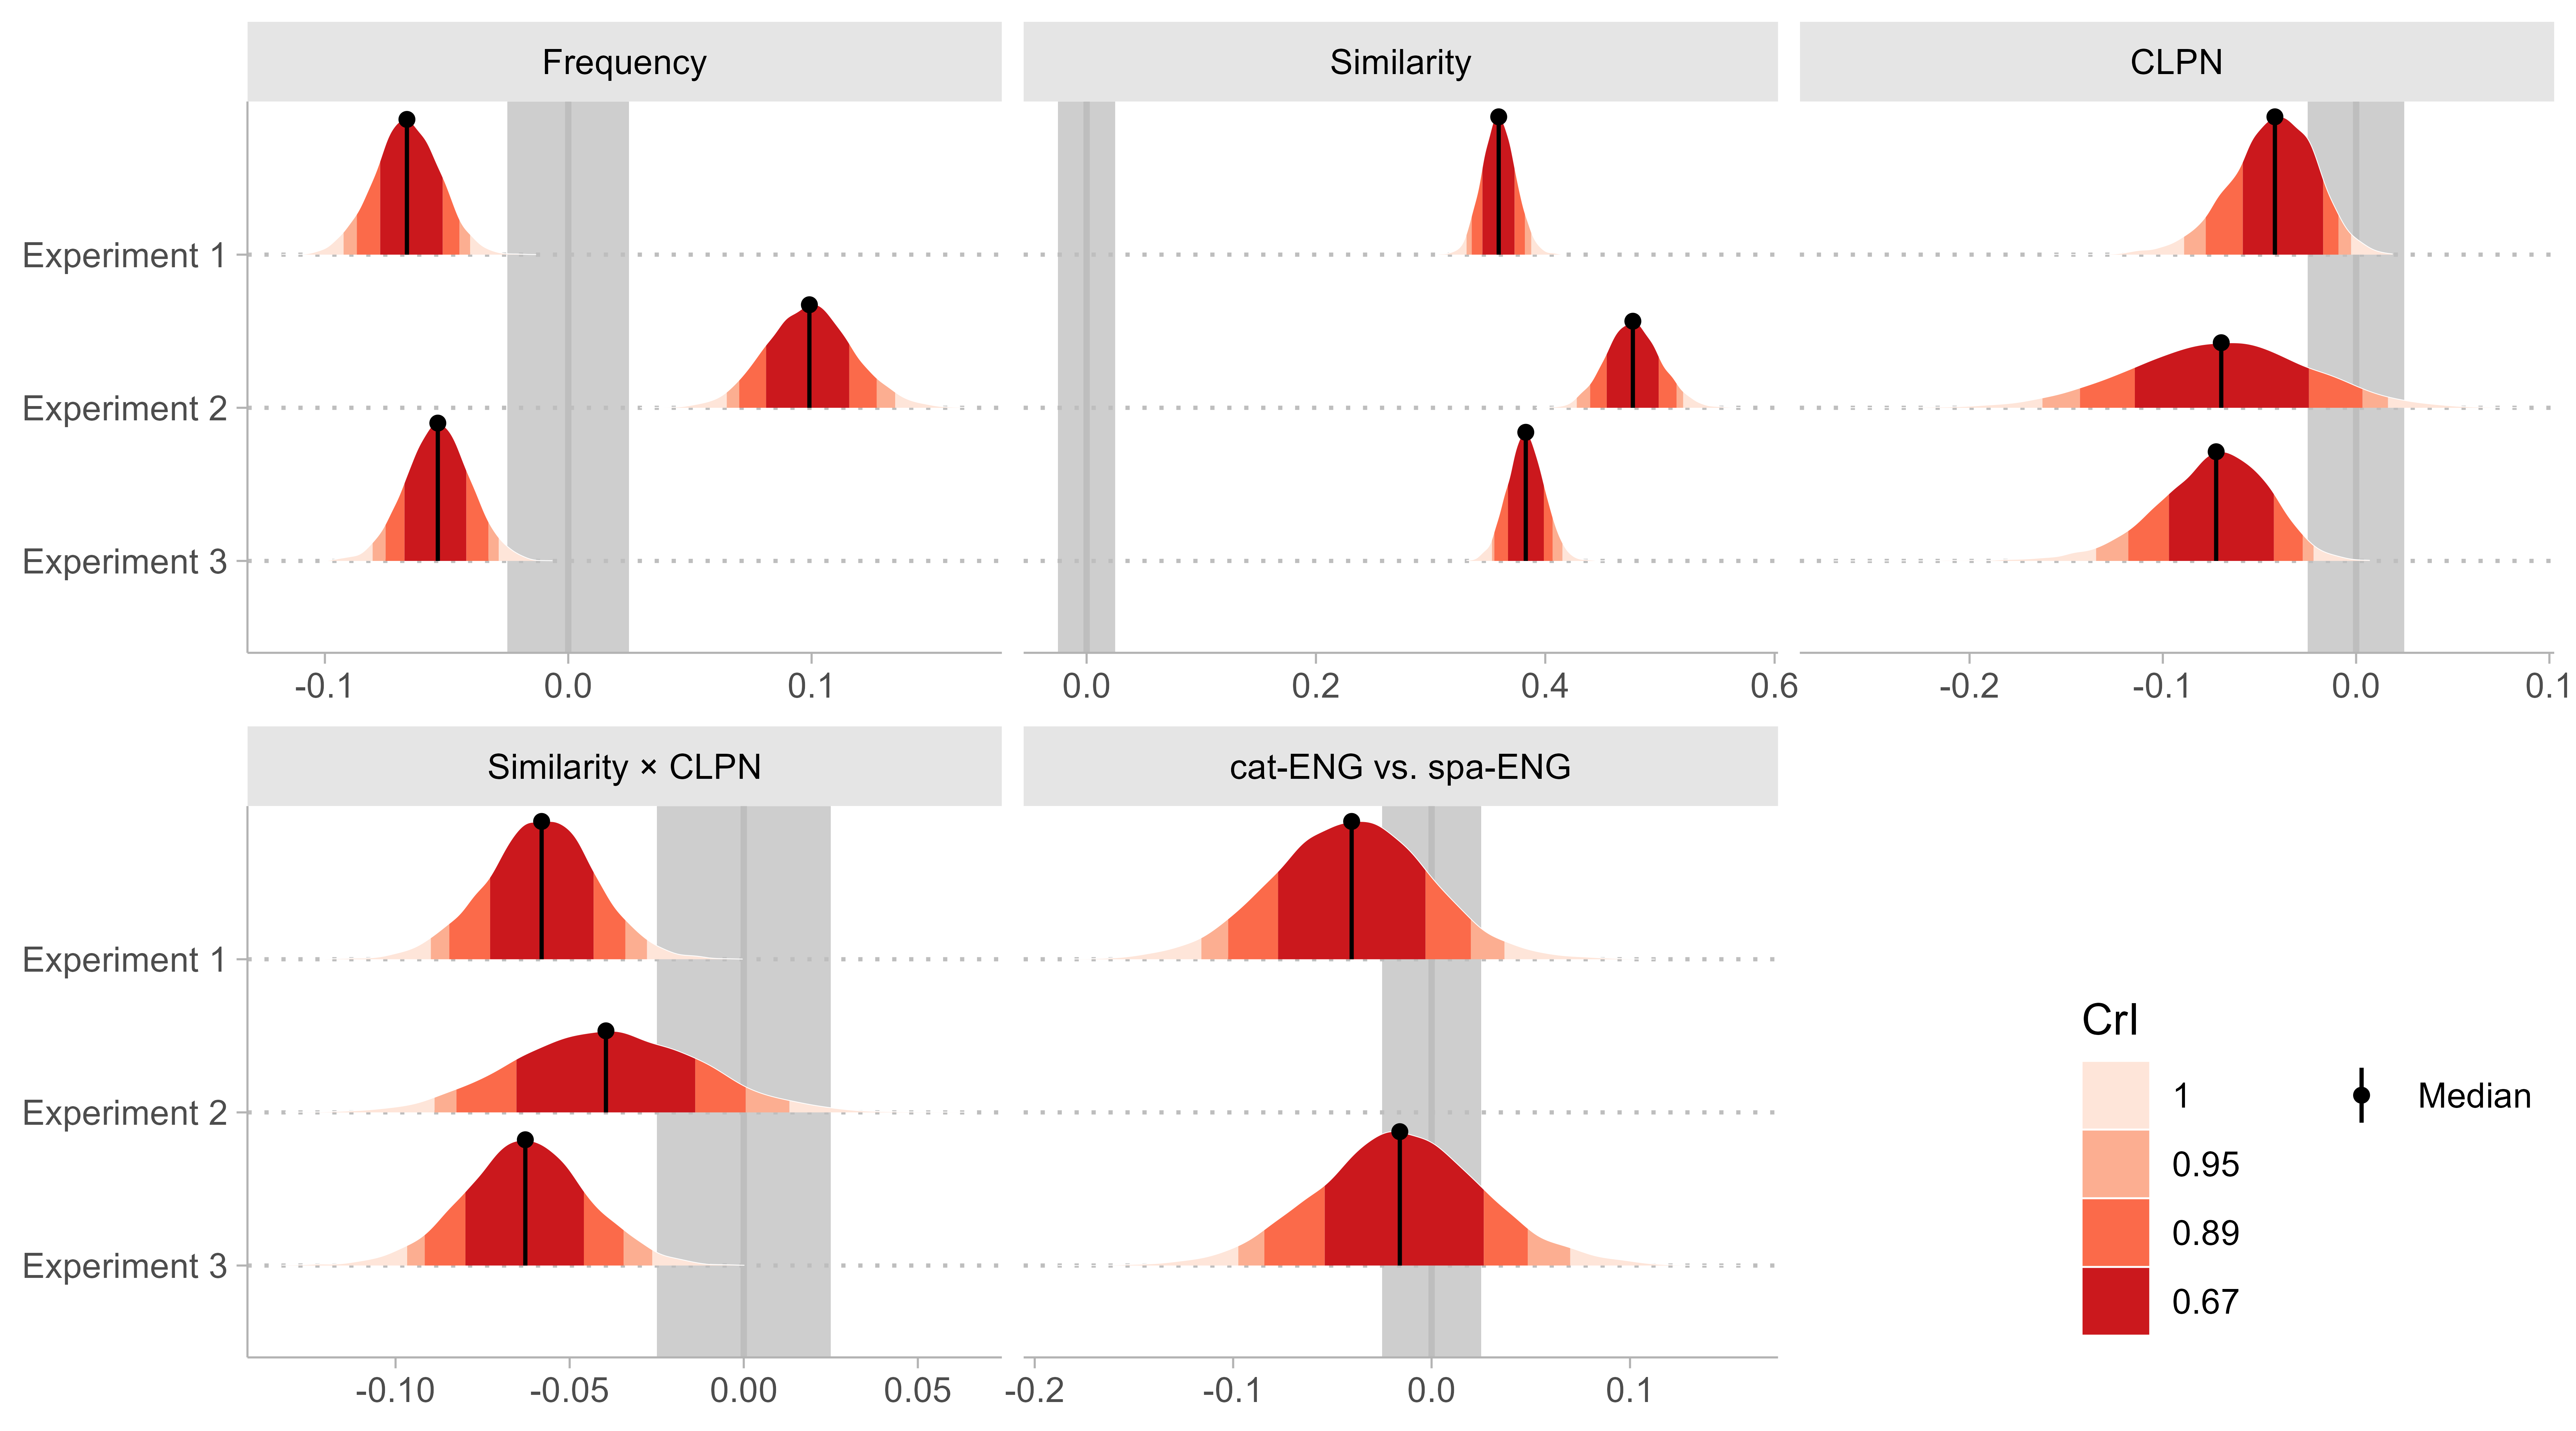 Frequency
Similarity
CLPN
Experiment 1
Experiment 2
Experiment 3
-0.1 0.0 0.1
0.0 0.2 0.4 0.6
-0.2 -0.1 0.0 0.1
Similarity × CLPN
cat-ENG vs. spa-ENG
Experiment 1
Experiment 2
Experiment 3
-0.10 -0.05 0.00 0.05
-0.2 -0.1 0.0 0.1
CrI
1
0.95
0.89
0.67
Median